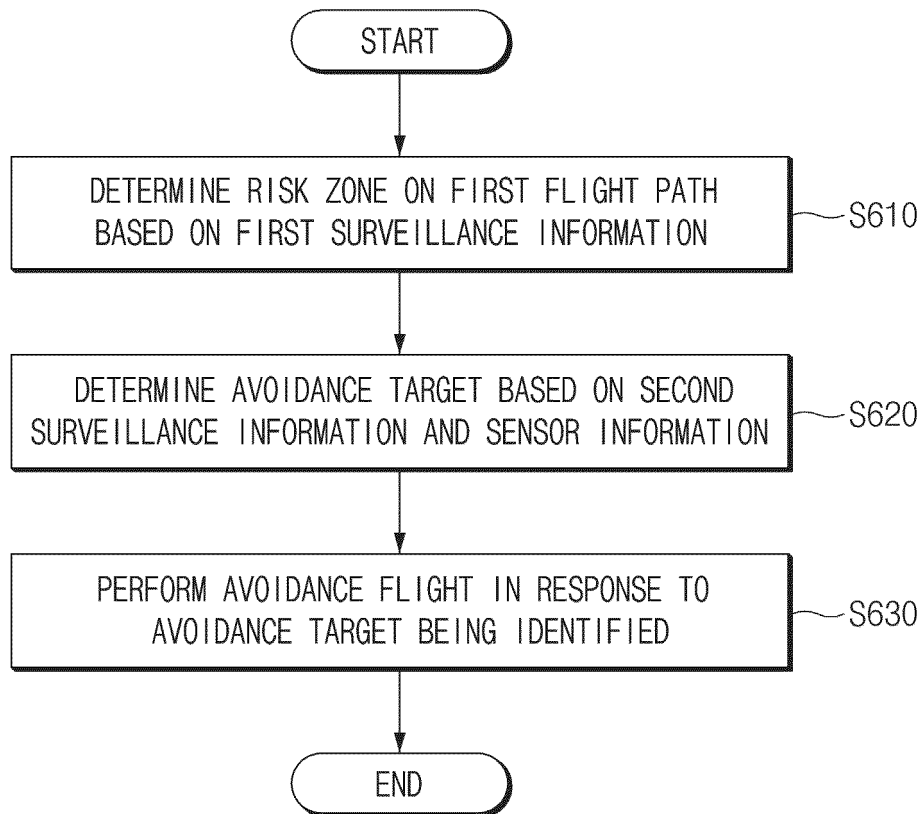 START
DETERMINE RISK ZONE ON FIRST FLIGHT PATH
BASED ON FIRST SURVEILLANCE INFORMATION
S610
DETERMINE AVOIDANCE TARGET BASED ON SECOND
SURVEILLANCE INFORMATION AND SENSOR INFORMATION
S620
PERFORM AVOIDANCE FLIGHT IN RESPONSE TO
AVOIDANCE TARGET BEING IDENTIFIED
S630
END